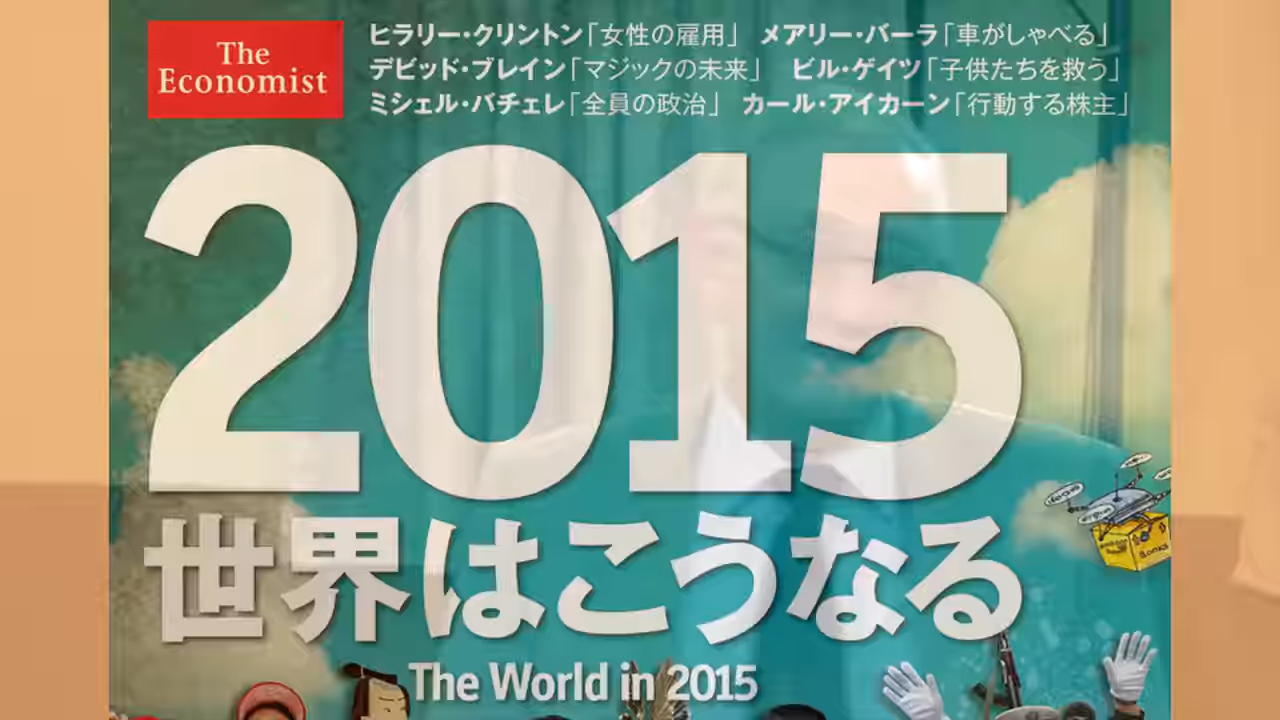 The
Economist
ヒラリー・クリントン「女性の雇用」 メアリー・バーラ「車がしゃべる」
デビッド・ブレイン「マジックの未来」 ビル・ゲイツ「子供たちを救う」
ミシェル・バチェレ「全員の政治」 カール・アイカーン「行動する株主」
2015
世界はこうなる
The World in 2015